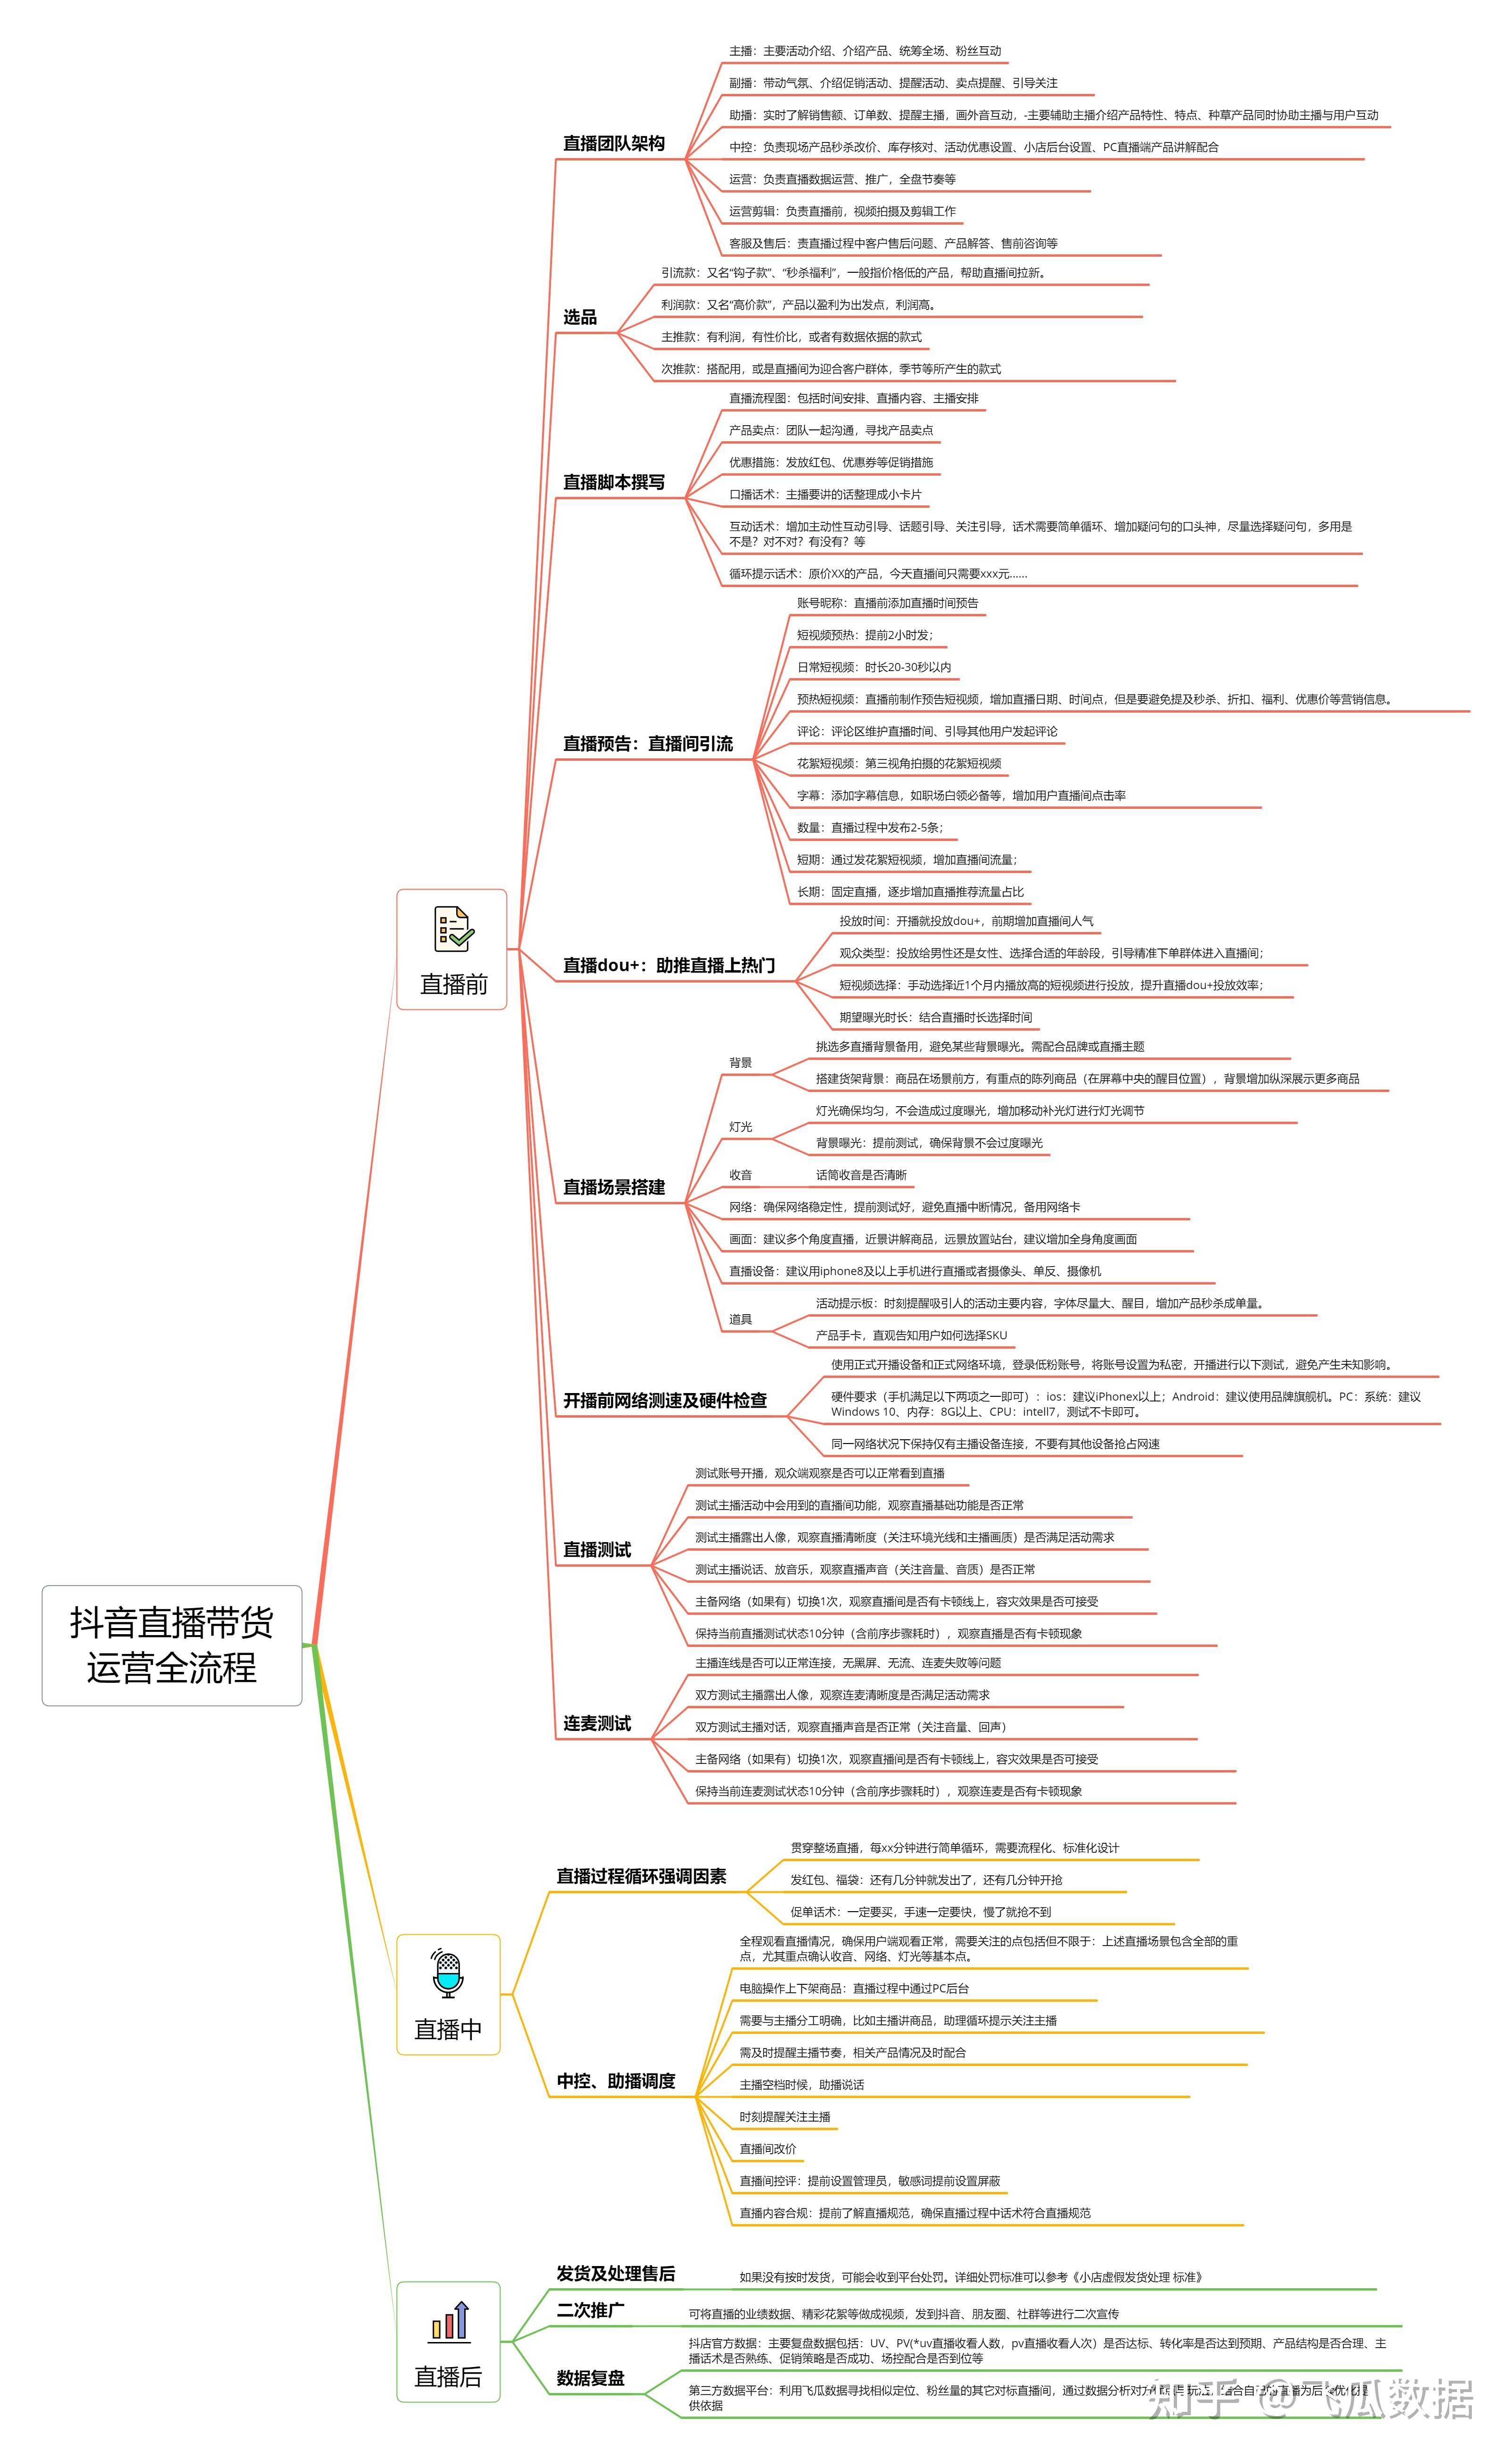 抖音直播带货
运营全流程
直播前
直播团队架构
主播：主要活动介绍、介绍产品、统筹全场、粉丝互动
副播：带动气氛、介绍促销活动、提醒活动、卖点提醒、引导关注
助播：实时了解销售额、订单数、提醒主播，画外音互动，-主要辅助主播介绍产品特性、特点、种草产品同时协助主播与用户互动
中控：负责现场产品秒杀改价、库存核对、活动优惠设置、小店后台设置、PC直播端产品讲解配合
运营：负责直播数据运营、推广，全盘节奏等
运营剪辑：负责直播前，视频拍摄及剪辑工作
客服及售后：责直播过程中客户售后问题、产品解答、售前咨询等
选品
引流款：又名“钩子款”、“秒杀福利”，一般指价格低的产品，帮助直播间拉新。
利润款：又名“高价款”，产品以盈利为出发点，利润高。
主推款：有利润，有性价比，或者有数据依据的款式
次推款：搭配用，或是直播间为迎合客户群体，季节等所产生的款式
直播脚本撰写
直播流程图：包括时间安排、直播内容、主播安排
产品卖点：团队一起沟通，寻找产品卖点
优惠措施：发放红包、优惠券等促销措施
口播话术：主播要讲的话整理成小卡片
互动话术：增加主动性互动引导、话题引导、关注引导，话术需要简单循环、增加疑问句的口头神，尽量选择疑问句，多用是
不是？对不对？有没有？等
循环提示话术：原价XX的产品，今天直播间只需要xxx元……
直播预告：直播间引流
账号昵称：直播前添加直播时间预告
短视频预热：提前2小时发；
日常短视频：时长20-30秒以内
预热短视频：直播前制作预告短视频，增加直播日期、时间点，但是要避免提及秒杀、折扣、福利、优惠价等营销信息。
评论：评论区维护直播时间、引导其他用户发起评论
花絮短视频：第三视角拍摄的花絮短视频
字幕：添加字幕信息，如职场白领必备等，增加用户直播间点击率
数量：直播过程中发布2-5条；
短期：通过发花絮短视频，增加直播间流量；
长期：固定直播，逐步增加直播推荐流量占比
直播dou+：助推直播上热门
投放时间：开播就投放dou+，前期增加直播间人气
观众类型：投放给男性还是女性、选择合适的年龄段，引导精准下单群体进入直播间；
短视频选择：手动选择近1个月内播放高的短视频进行投放，提升直播dou+投放效率；
期望曝光时长：结合直播时长选择时间
直播场景搭建
背景
挑选多直播背景备用，避免某些背景曝光。需配合品牌或直播主题
搭建货架背景：商品在场景前方，有重点的陈列商品（在屏幕中央的醒目位置），背景增加纵深展示更多商品
灯光
灯光确保均匀，不会造成过度曝光，增加移动补光灯进行灯光调节
背景曝光：提前测试，确保背景不会过度曝光
收音
话筒收音是否清晰
网络：确保网络稳定性，提前测试好，避免直播中断情况，备用网络卡
画面：建议多个角度直播，近景讲解商品，远景放置站台，建议增加全身角度画面
直播设备：建议用iphone8及以上手机进行直播或者摄像头、单反、摄像机
道具
活动提示板：时刻提醒吸引人的活动主要内容，字体尽量大、醒目，增加产品秒杀成单量。
产品手卡，直观告知用户如何选择SKU
开播前网络测速及硬件检查
使用正式开播设备和正式网络环境，登录低粉账号，将账号设置为私密，开播进行以下测试，避免产生未知影响。
硬件要求（手机满足以下两项之一即可）：ios：建议iPhonex以上；Android：建议使用品牌旗舰机。PC：系统：建议
Windows 10、内存：8G以上、CPU：intell7，测试不卡即可。
同一网络状况下保持仅有主播设备连接，不要有其他设备抢占网速
直播测试
测试账号开播，观众端观察是否可以正常看到直播
测试主播活动中会用到的直播间功能，观察直播基础功能是否正常
测试主播露出人像，观察直播清晰度（关注环境光线和主播画质）是否满足活动需求
测试主播说话、放音乐，观察直播声音（关注音量、音质）是否正常
主备网络（如果有）切换1次，观察直播间是否有卡顿线上，容灾效果是否可接受
保持当前直播测试状态10分钟（含前序步骤耗时），观察直播是否有卡顿现象
连麦测试
主播连线是否可以正常连接，无黑屏、无流、连麦失败等问题
双方测试主播露出人像，观察连麦清晰度是否满足活动需求
双方测试主播对话，观察直播声音是否正常（关注音量、回声）
主备网络（如果有）切换1次，观察直播间是否有卡顿线上，容灾效果是否可接受
保持当前连麦测试状态10分钟（含前序步骤耗时），观察连麦是否有卡顿现象
直播中
直播过程循环强调因素
贯穿整场直播，每xx分钟进行简单循环，需要流程化、标准化设计
发红包、福袋：还有几分钟就发出了，还有几分钟开抢
促单话术：一定要买，手速一定要快，慢了就抢不到
中控、助播调度
全程观看直播情况，确保用户端观看正常，需要关注的点包括但不限于：上述直播场景包含全部的重
点，尤其重点确认收音、网络、灯光等基本点。
电脑操作上下架商品：直播过程中通过PC后台
需要与主播分工明确，比如主播讲商品，助理循环提示关注主播
需及时提醒主播节奏，相关产品情况及时配合
主播空档时候，助播说话
时刻提醒关注主播
直播间改价
直播间控评：提前设置管理员，敏感词提前设置屏蔽
直播内容合规：提前了解直播规范，确保直播过程中话术符合直播规范
直播后
发货及处理售后
如果没有按时发货，可能会收到平台处罚。详细处罚标准可以参考《小店虚假发货处理 标准》
二次推广
可将直播的业绩数据、精彩花絮等做成视频，发到抖音、朋友圈、社群等进行二次宣传
数据复盘
抖店官方数据：主要复盘数据包括：UV、PV(*uv直播收看人数，pv直播收看人次）是否达标、转化率是否达到预期、产品结构是否合理、主
播话术是否熟练、促销策略是否成功、场控配合是否到位等
第三方数据平台：利用飞瓜数据寻找相似定位、粉丝量的其它对标直播间，通过数据分析对方
供依据
知乎 @飞瓜数据